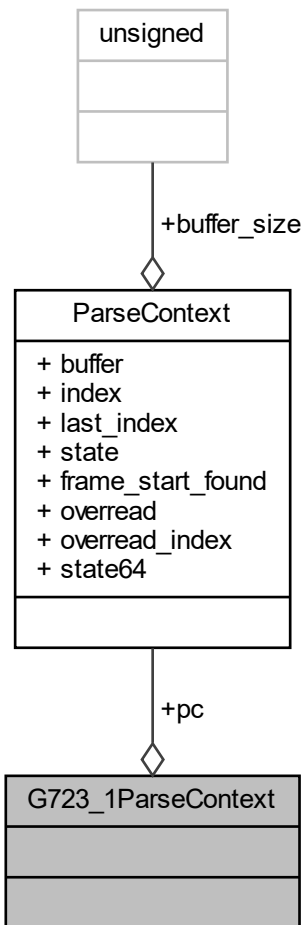 unsigned
+buffer_size
ParseContext
+ buffer
+ index
+ last_index
+ state
+ frame_start_found
+ overread
+ overread_index
+ state64
+pc
G723_1ParseContext